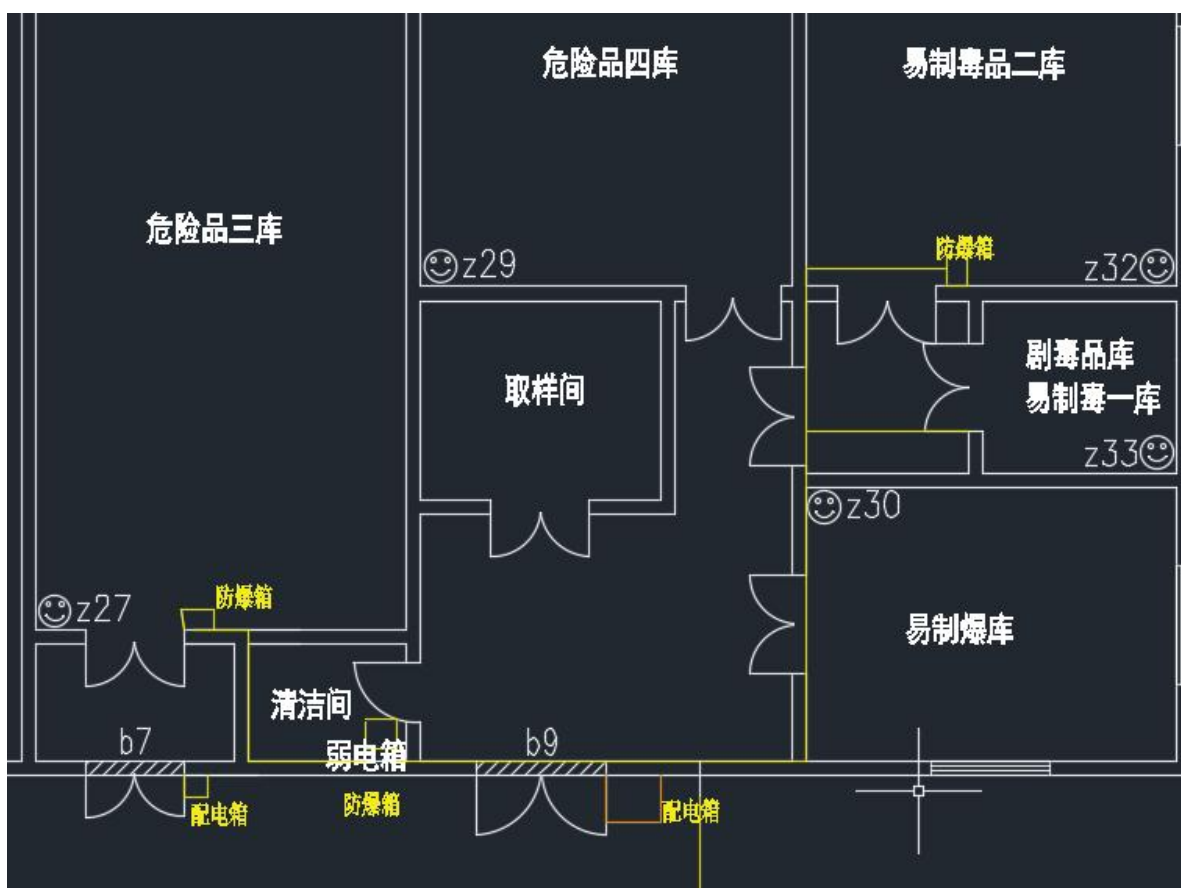 危险品四库
易制毒品二库
危险品三库
防爆箱
z29
z32
剧毒品库
易制毒一库
取样间
z33
z30
防爆箱
z27
易制爆库
清洁间
b7
弱电箱
b9
防爆箱
配电箱
配电箱